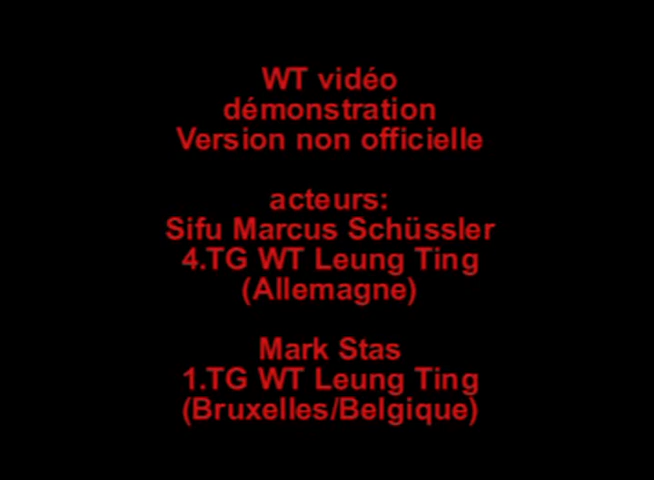 WT vidéo
démonstration
Version non officielle
acteurs:
Sifu Marcus Schüssler
4.TG WT Leung Ting
(Allemagne)
Mark Stas
1.TG WT Leung Ting
(Bruxelles/Belgique)